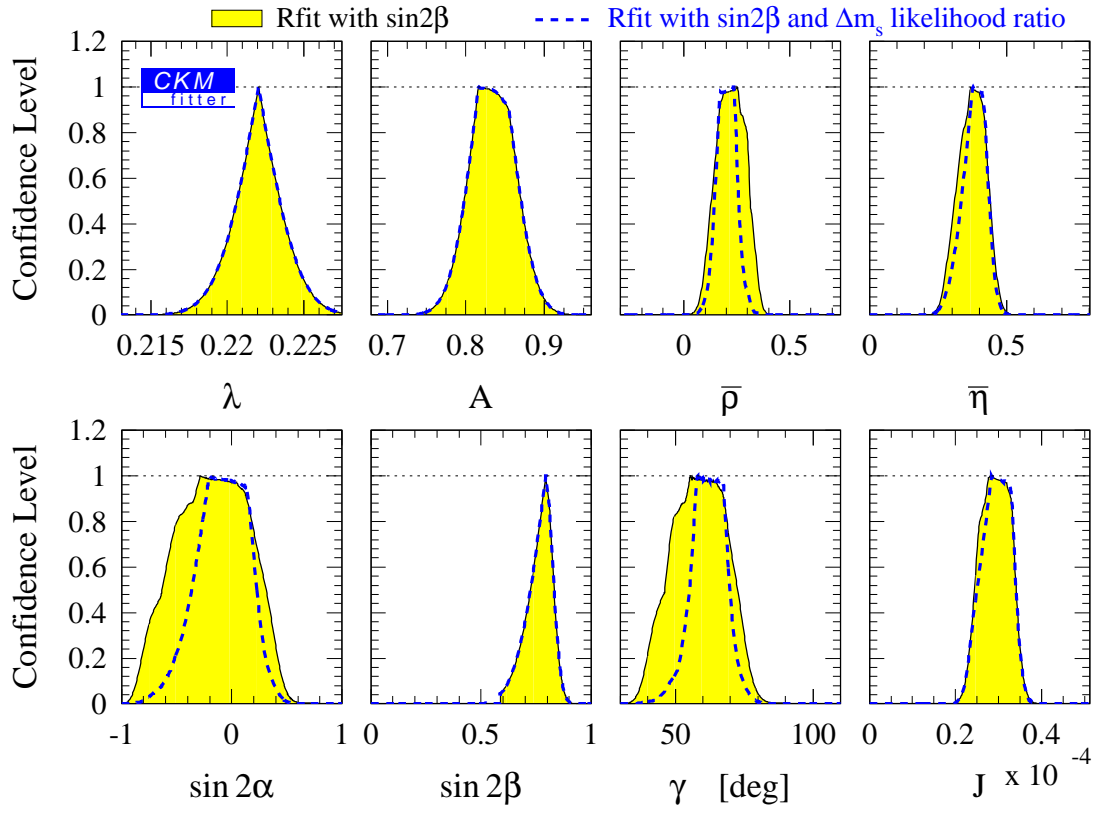 Rfit with sin2β Rfit with sin2β and Δmₛ likelihood ratio
CKM
fitter
Confidence Level
1.2
1
0.8
0.6
0.4
0.2
0
0.215 0.22 0.225
λ
0.7 0.8 0.9
A
0 0.5
ρ̅
0 0.5
η̅
Confidence Level
1.2
1
0.8
0.6
0.4
0.2
0
-1 0 1
sin 2α
0 0.5 1
sin 2β
50 100
γ [deg]
0 0.2 0.4
J x 10⁻⁴